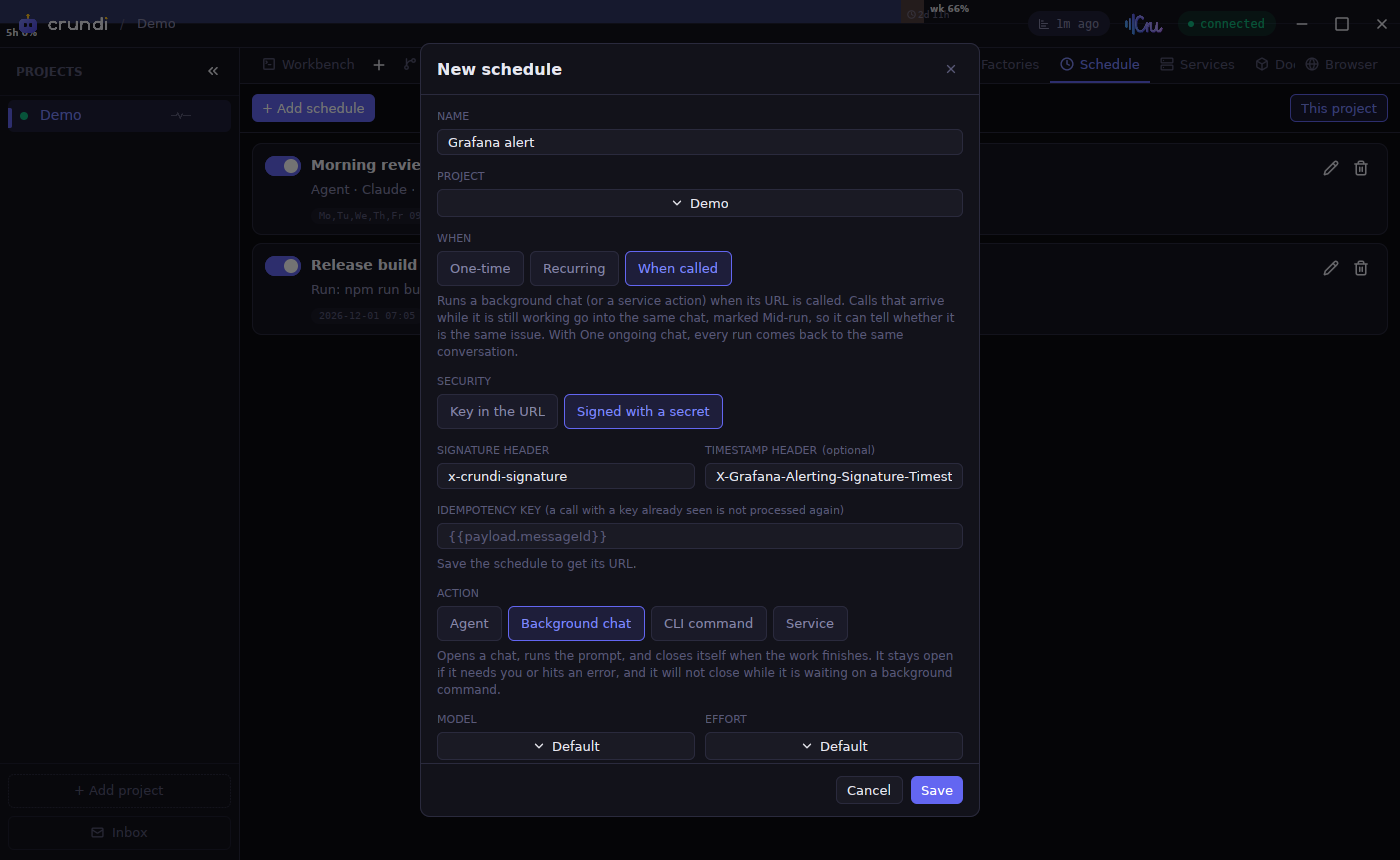 crundi / Demo
5h 0%
2d 11h
wk 66%
1m ago
connected
PROJECTS
Workbench
Factories
Schedule
Services
Browser
Demo
+ Add schedule
This project
Morning revie
Agent · Claude ·
Mo,Tu,We,Th,Fr
Release build
Run: npm run bu
2026-12-01 07:05
+ Add project
Inbox
New schedule
NAME
Grafana alert
PROJECT
Demo
WHEN
One-time
Recurring
When called
Runs a background chat (or a service action) when its URL is called. Calls that arrive
while it is still working go into the same chat, marked Mid-run, so it can tell whether it
is the same issue. With One ongoing chat, every run comes back to the same
conversation.
SECURITY
Key in the URL
Signed with a secret
SIGNATURE HEADER
TIMESTAMP HEADER (optional)
x-crundi-signature
X-Grafana-Alerting-Signature-Timest
IDEMPOTENCY KEY (a call with a key already seen is not processed again)
{{payload.messageId}}
Save the schedule to get its URL.
ACTION
Agent
Background chat
CLI command
Service
Opens a chat, runs the prompt, and closes itself when the work finishes. It stays open
if it needs you or hits an error, and it will not close while it is waiting on a background
command.
MODEL
EFFORT
Default
Default
Cancel
Save